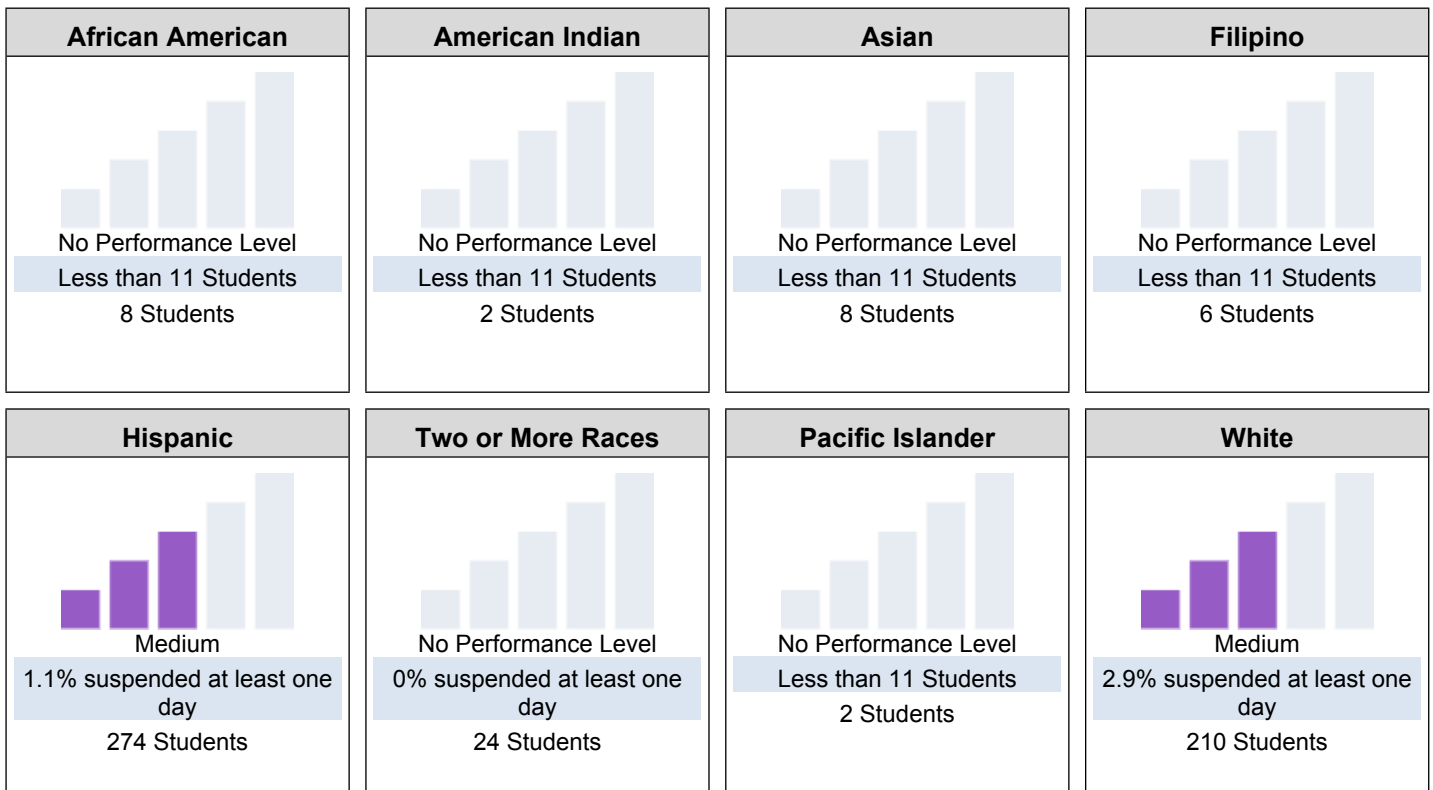 African American
No Performance Level
Less than 11 Students
8 Students
American Indian
No Performance Level
Less than 11 Students
2 Students
Asian
No Performance Level
Less than 11 Students
8 Students
Filipino
No Performance Level
Less than 11 Students
6 Students
Hispanic
Medium
1.1% suspended at least one
day
274 Students
Two or More Races
No Performance Level
0% suspended at least one
day
24 Students
Pacific Islander
No Performance Level
Less than 11 Students
2 Students
White
Medium
2.9% suspended at least one
day
210 Students